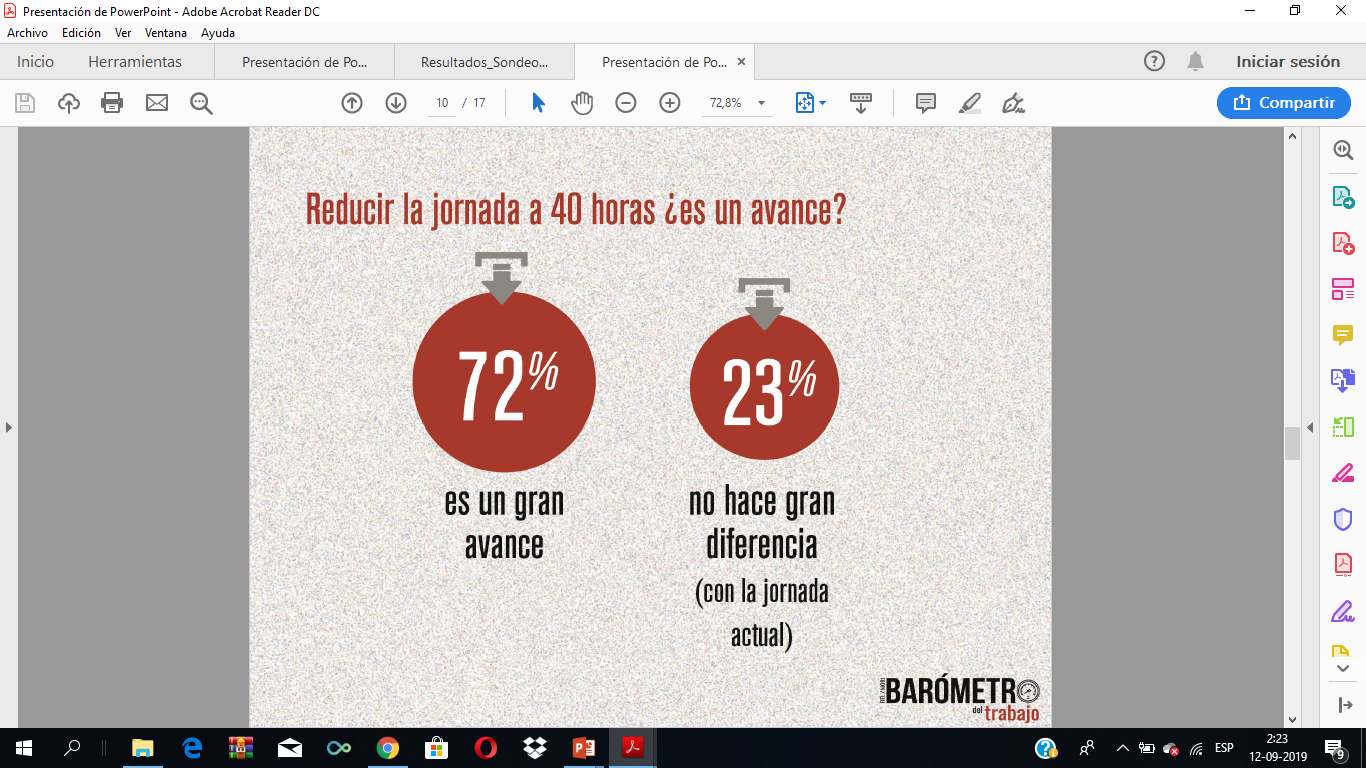 Presentación de PowerPoint - Adobe Acrobat Reader DC
Archivo Edición Ver Ventana Ayuda
Inicio Herramientas Presentación de Po... Resultados_Sondeo... Presentación de Po... ×
10 / 17 72,8% Compartir
Iniciar sesión
Reducir la jornada a 40 horas ¿es un avance?
72%
es un gran
avance
23%
no hace gran
diferencia
(con la jornada
actual)
BARÓMETRO
del trabajo
ESP
2:23
12-09-2019
9